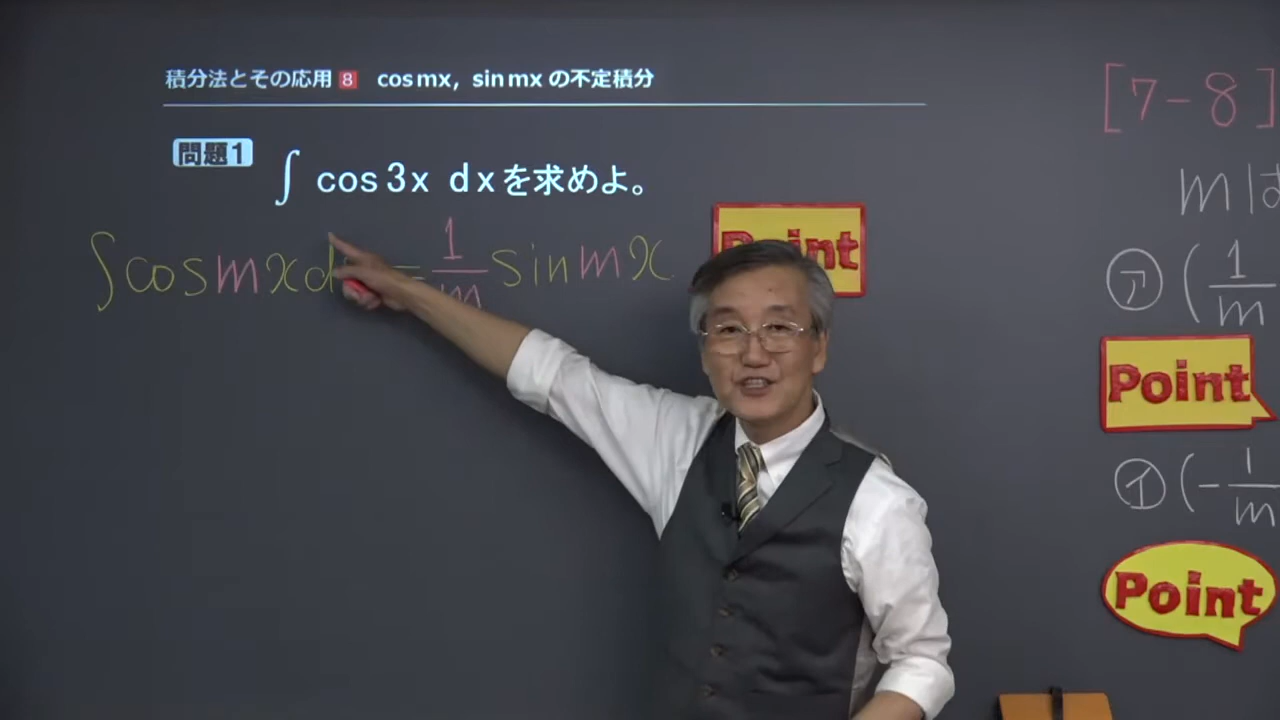 積分法とその応用 8 cos mx, sin mx の不定積分
問題1
∫ cos 3x dxを求めよ。
∫cos mx d = 1/m sin mx
Point
[7-8]
mは
㋐ (1/m
Point
㋑ (-1/m
Point